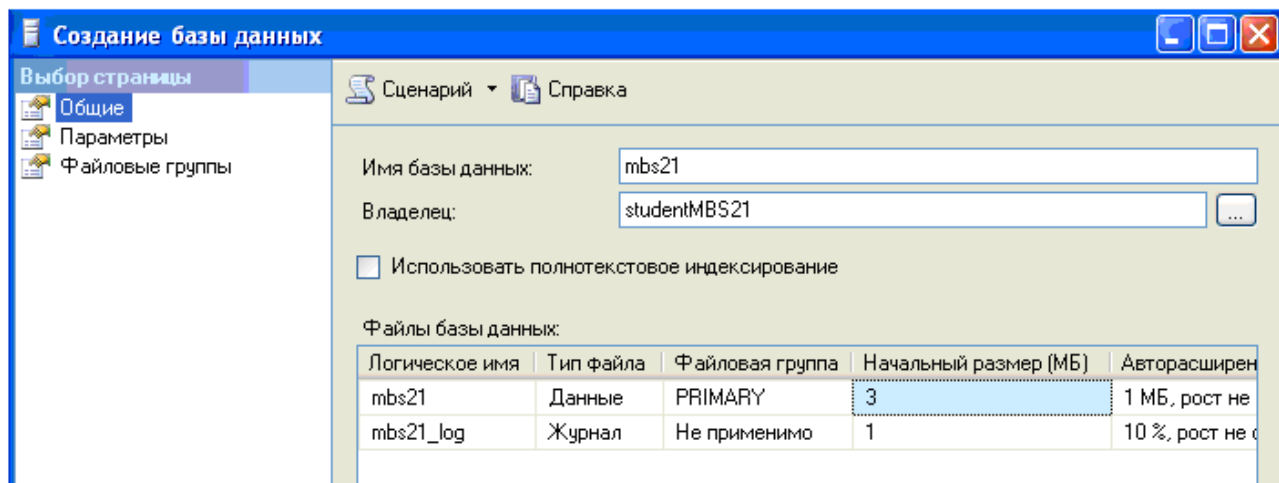 Создание базы данных
Выбор страницы
Общие
Параметры
Файловые группы
Сценарий Справка
Имя базы данных: mbs21
Владелец: studentMBS21 ...
Использовать полнотекстовое индексирование
Файлы базы данных:
Логическое имя Тип файла Файловая группа Начальный размер (МБ) Авторасширен
mbs21 Данные PRIMARY 3 1 МБ, рост не
mbs21_log Журнал Не применимо 1 10 %, рост не